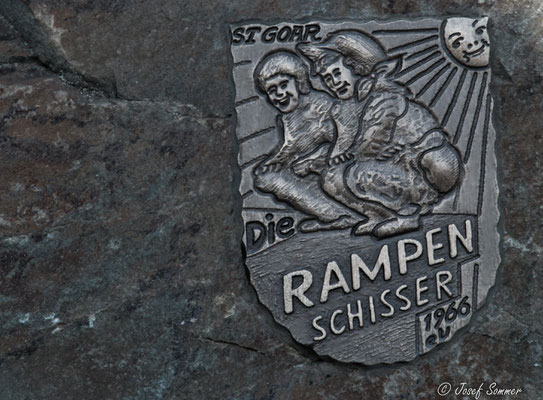 ST GOAR
Die
RAMPEN
SCHISSER
1966
e.V.
© Josef Sommer